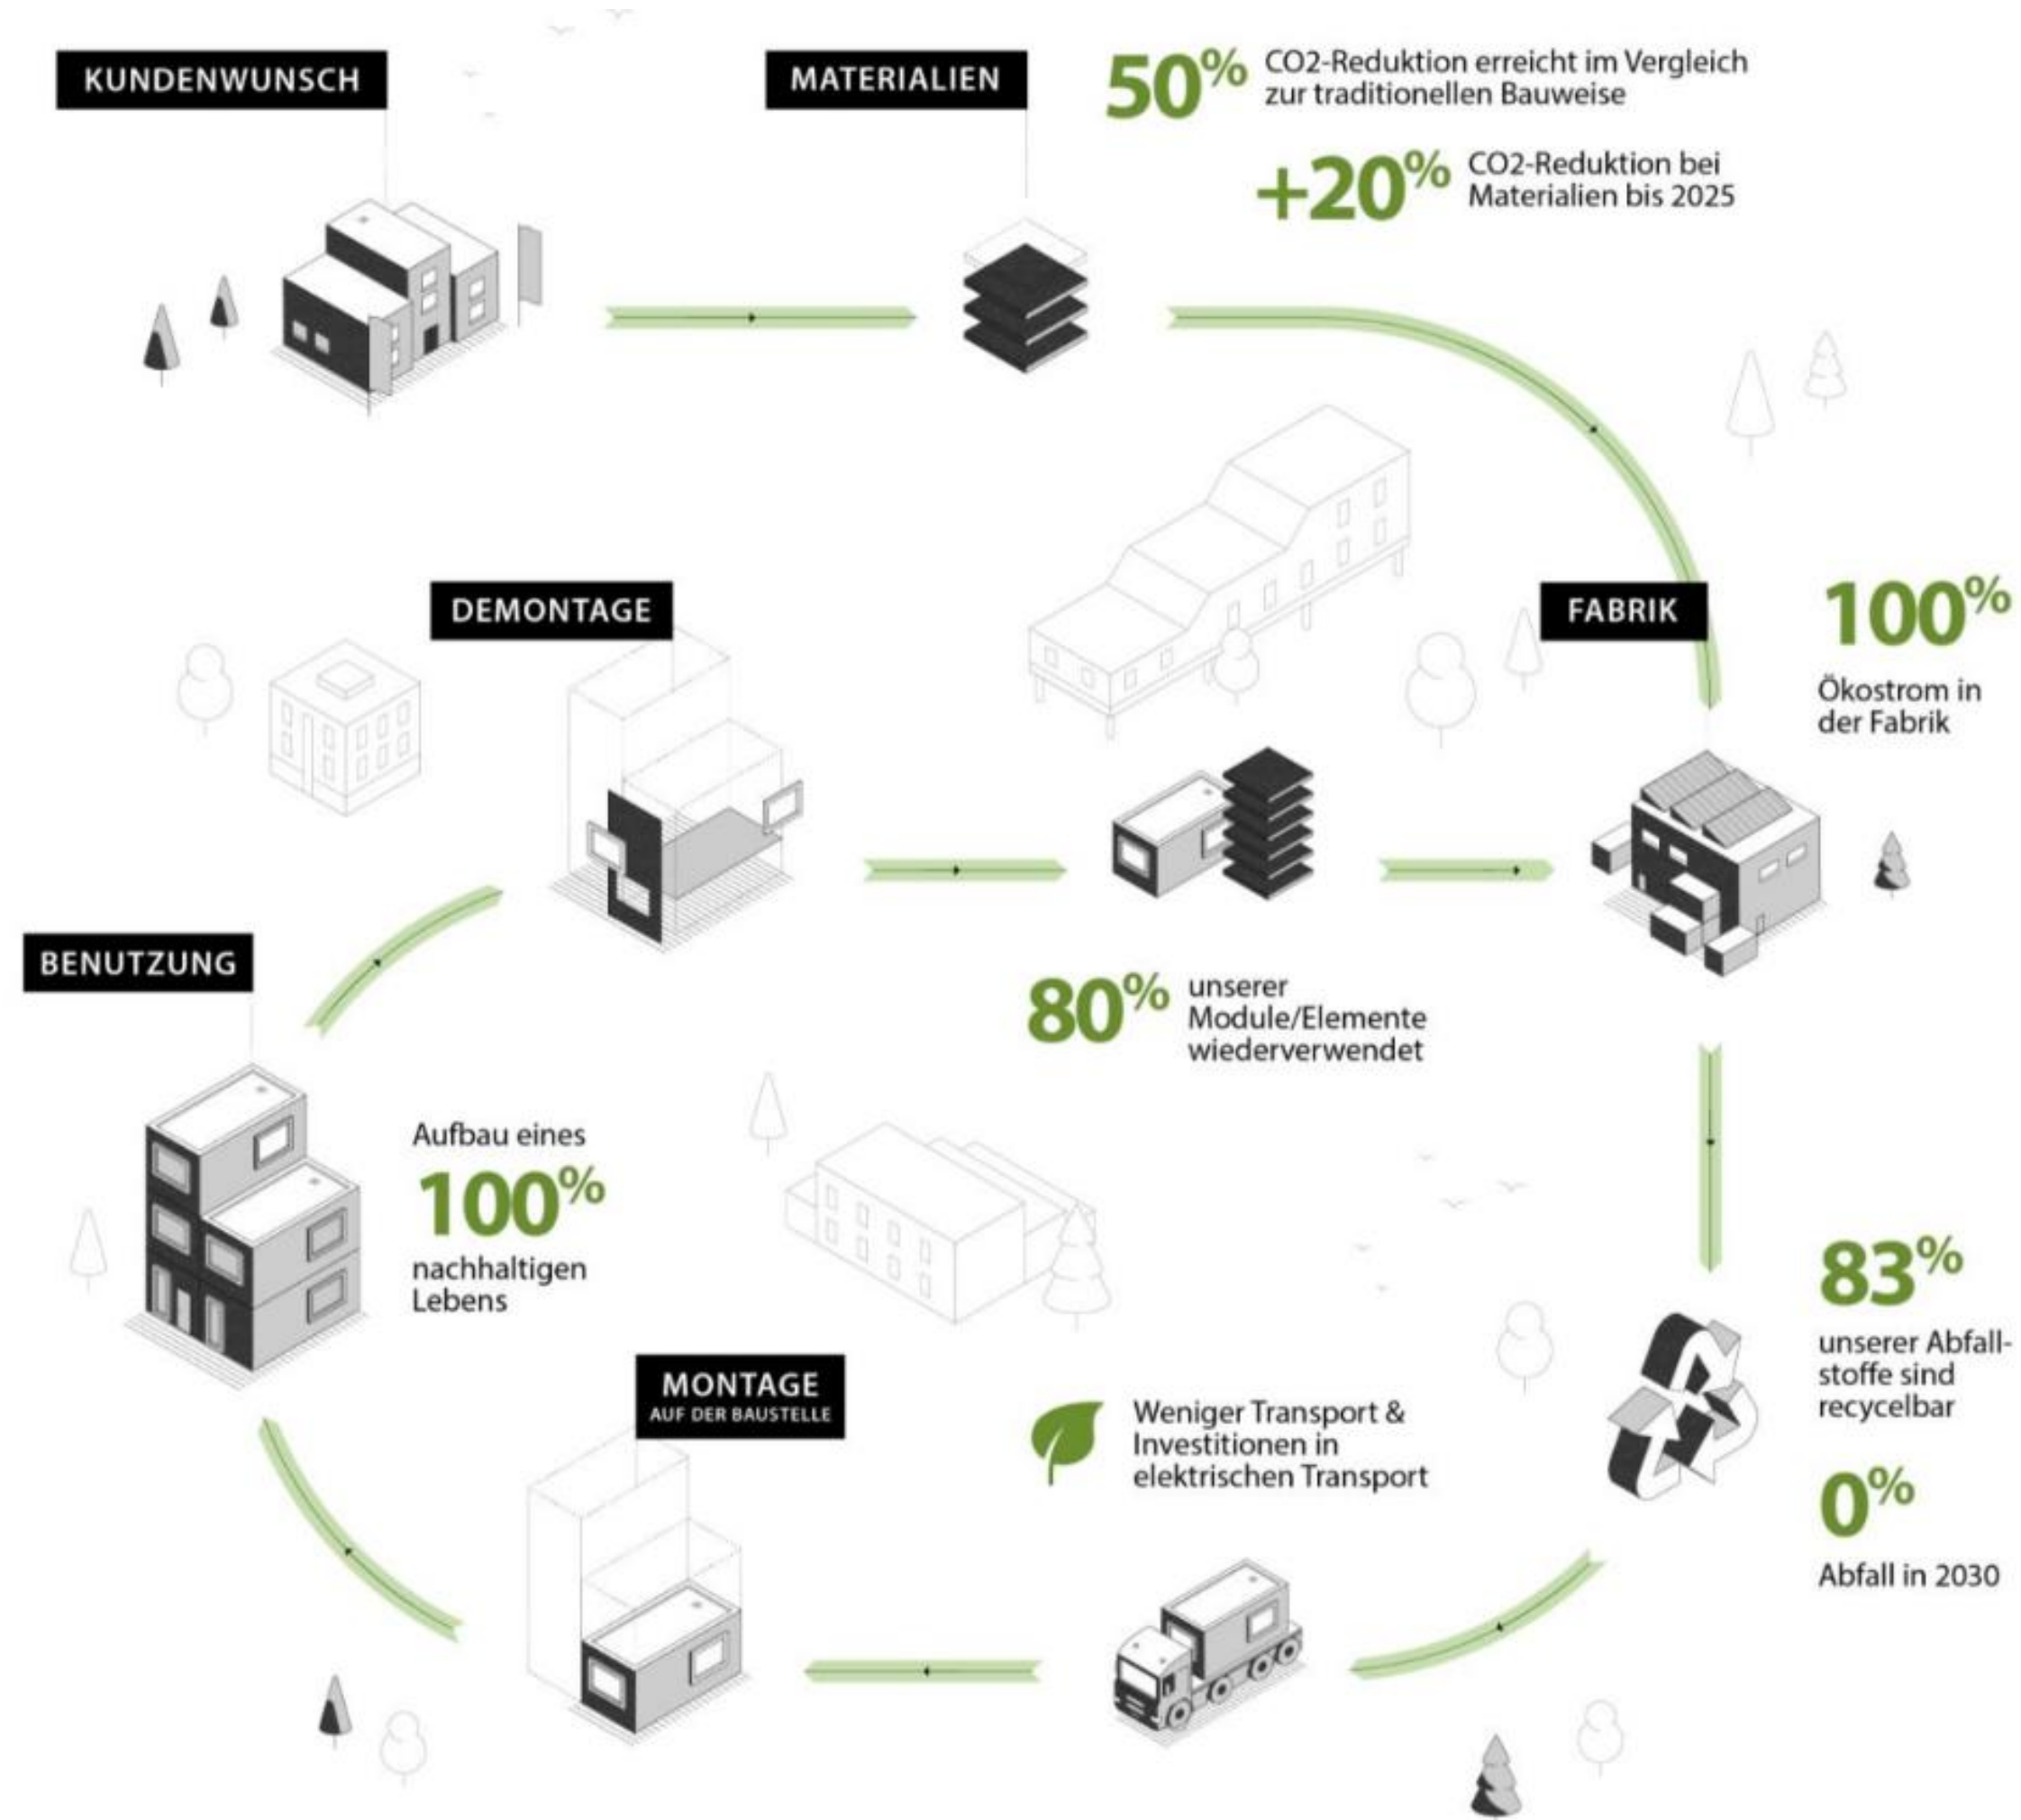 KUNDENWUNSCH
MATERIALIEN
50% CO2-Reduktion erreicht im Vergleich
zur traditionellen Bauweise
+20% CO2-Reduktion bei
Materialien bis 2025
DEMONTAGE
FABRIK
100%
Ökostrom in
der Fabrik
BENUTZUNG
80% unserer
Module/Elemente
wiederverwendet
Aufbau eines
100%
nachhaltigen
Lebens
83%
unserer Abfall-
stoffe sind
recycelbar
0%
Abfall in 2030
MONTAGE
AUF DER BAUSTELLE
Weniger Transport &
Investitionen in
elektrischen Transport